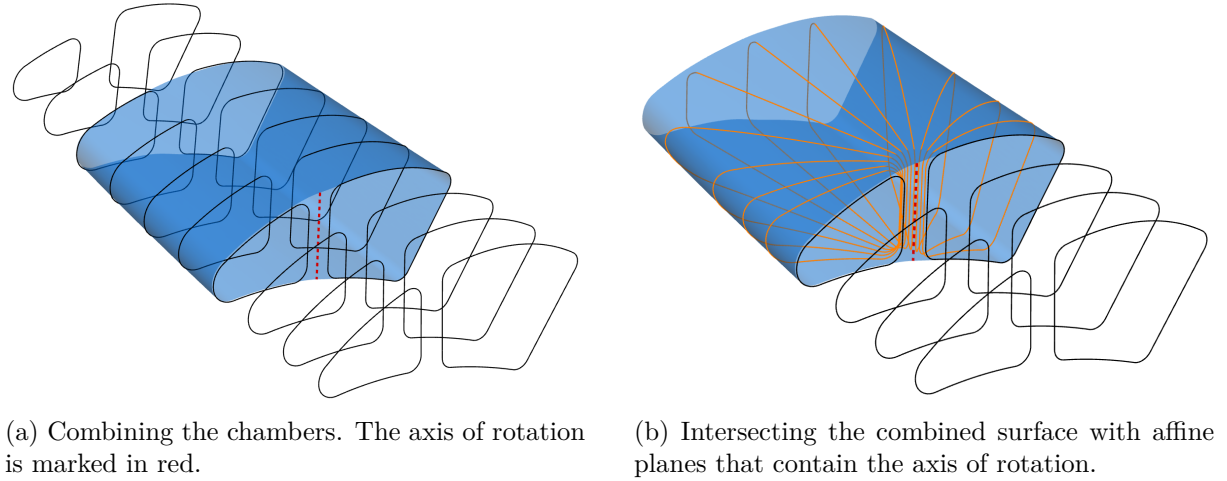 (a) Combining the chambers. The axis of rotation
is marked in red.
(b) Intersecting the combined surface with affine
planes that contain the axis of rotation.